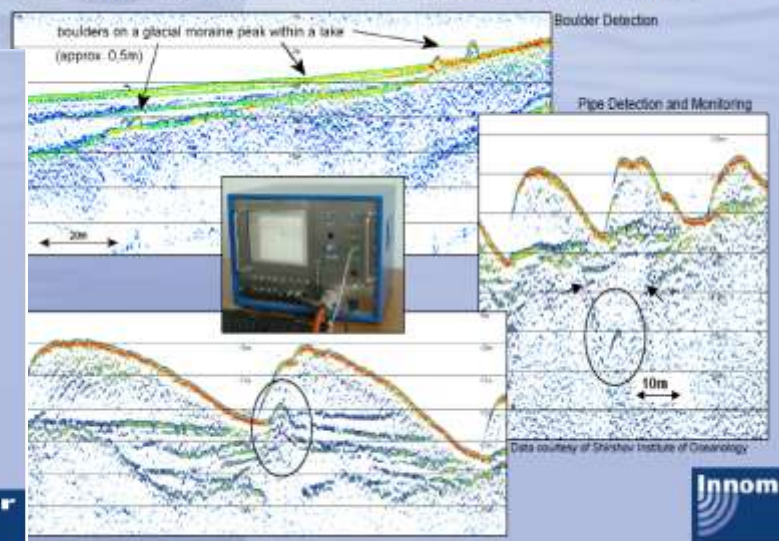 Boulder Detection
boulders on a glacial moraine peak within a lake
(approx. 0.5m)
20m
Pipe Detection and Monitoring
10m
Data courtesy of Shirshov Institute of Oceanology
r
Innom